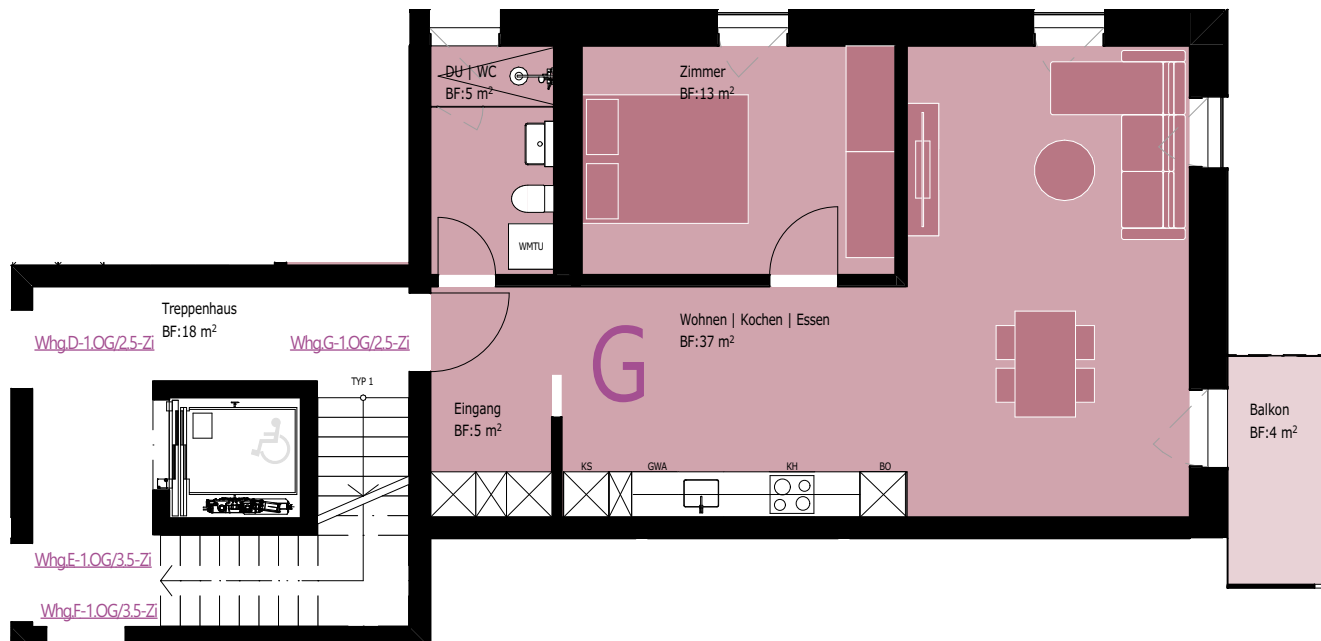 DU | WC
BF:5 m²
Zimmer
BF:13 m²
WMTU
Treppenhaus
BF:18 m²
Whg.D-1.OG/2.5-Zi
Whg.G-1.OG/2.5-Zi
G
Wohnen | Kochen | Essen
BF:37 m²
TYP 1
Eingang
BF:5 m²
Balkon
BF:4 m²
KS
GWA
KH
BO
Whg.E-1.OG/3.5-Zi
Whg.F-1.OG/3.5-Zi